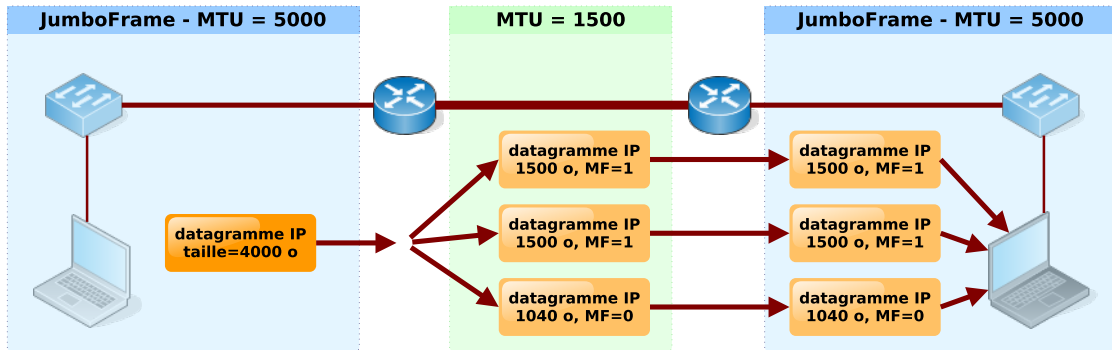 JumboFrame - MTU = 5000
MTU = 1500
JumboFrame - MTU = 5000
datagramme IP
taille=4000 o
datagramme IP
1500 o, MF=1
datagramme IP
1500 o, MF=1
datagramme IP
1040 o, MF=0
datagramme IP
1500 o, MF=1
datagramme IP
1500 o, MF=1
datagramme IP
1040 o, MF=0